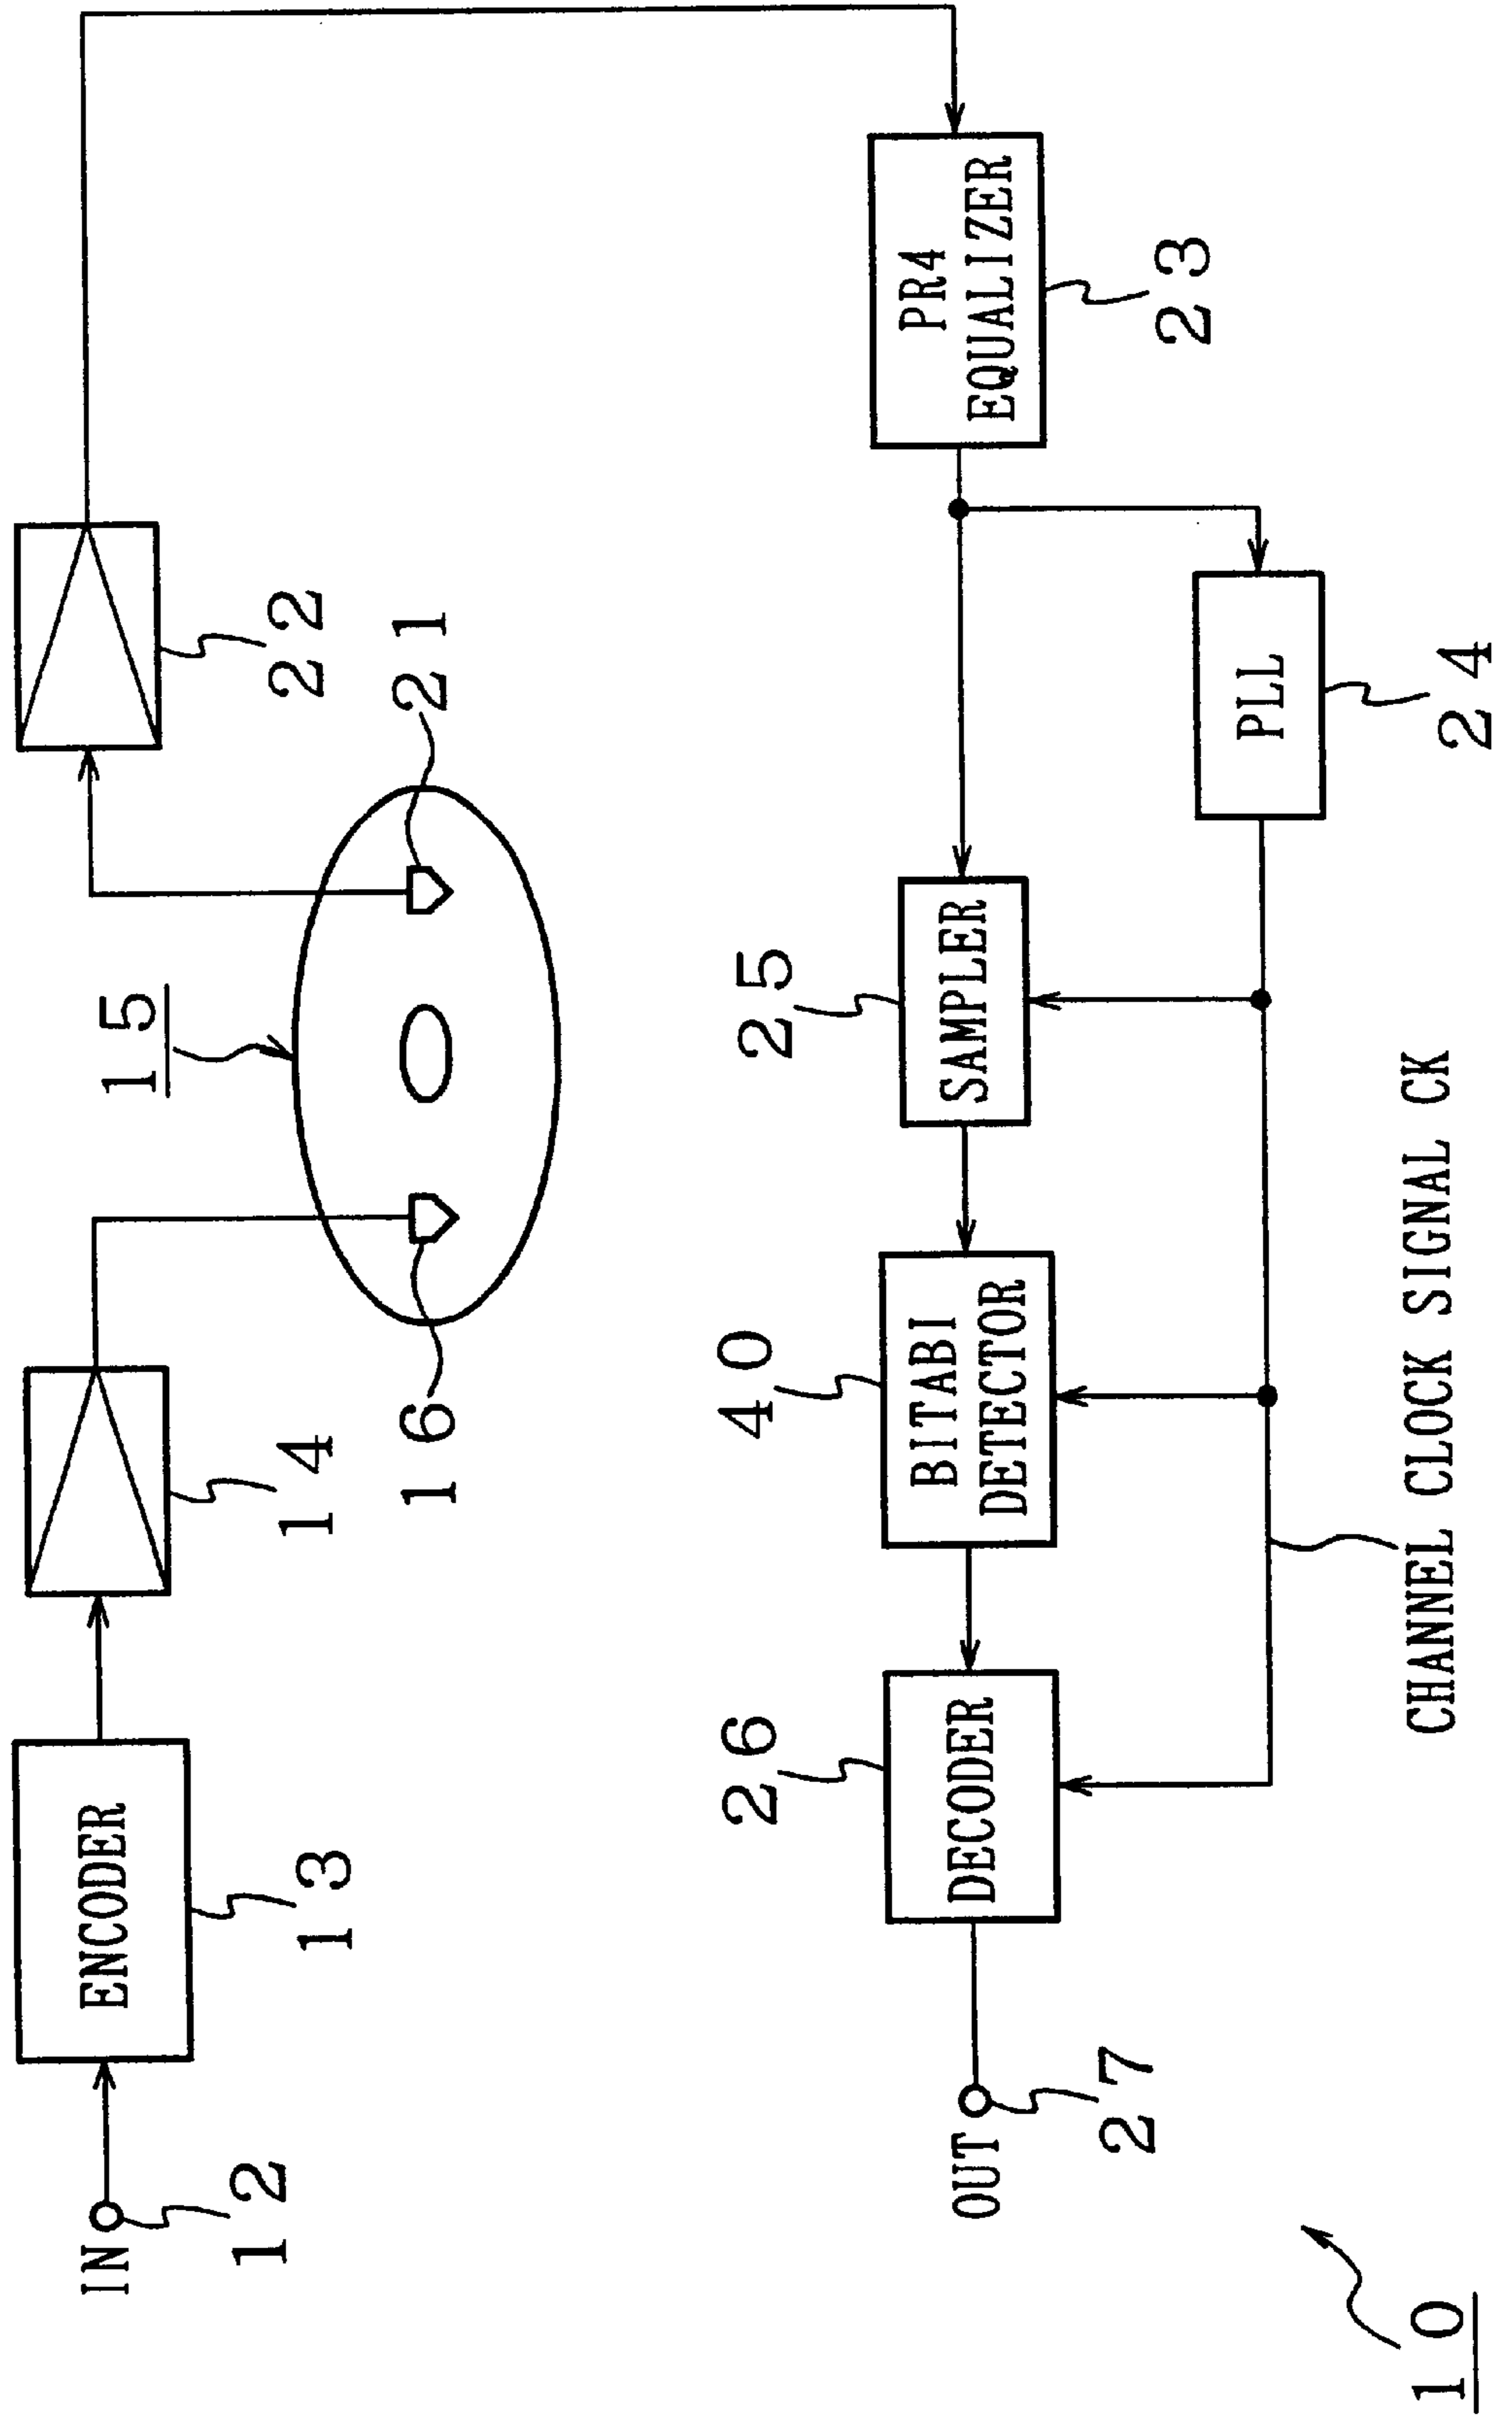 IN
12
ENCODER
13
14
15
16
21
22
PR4
EQUALIZER
23
PLL
24
25
SAMPLER
40
BITABI
DETECTOR
26
DECODER
OUT
27
CHANNEL CLOCK SIGNAL CK
10